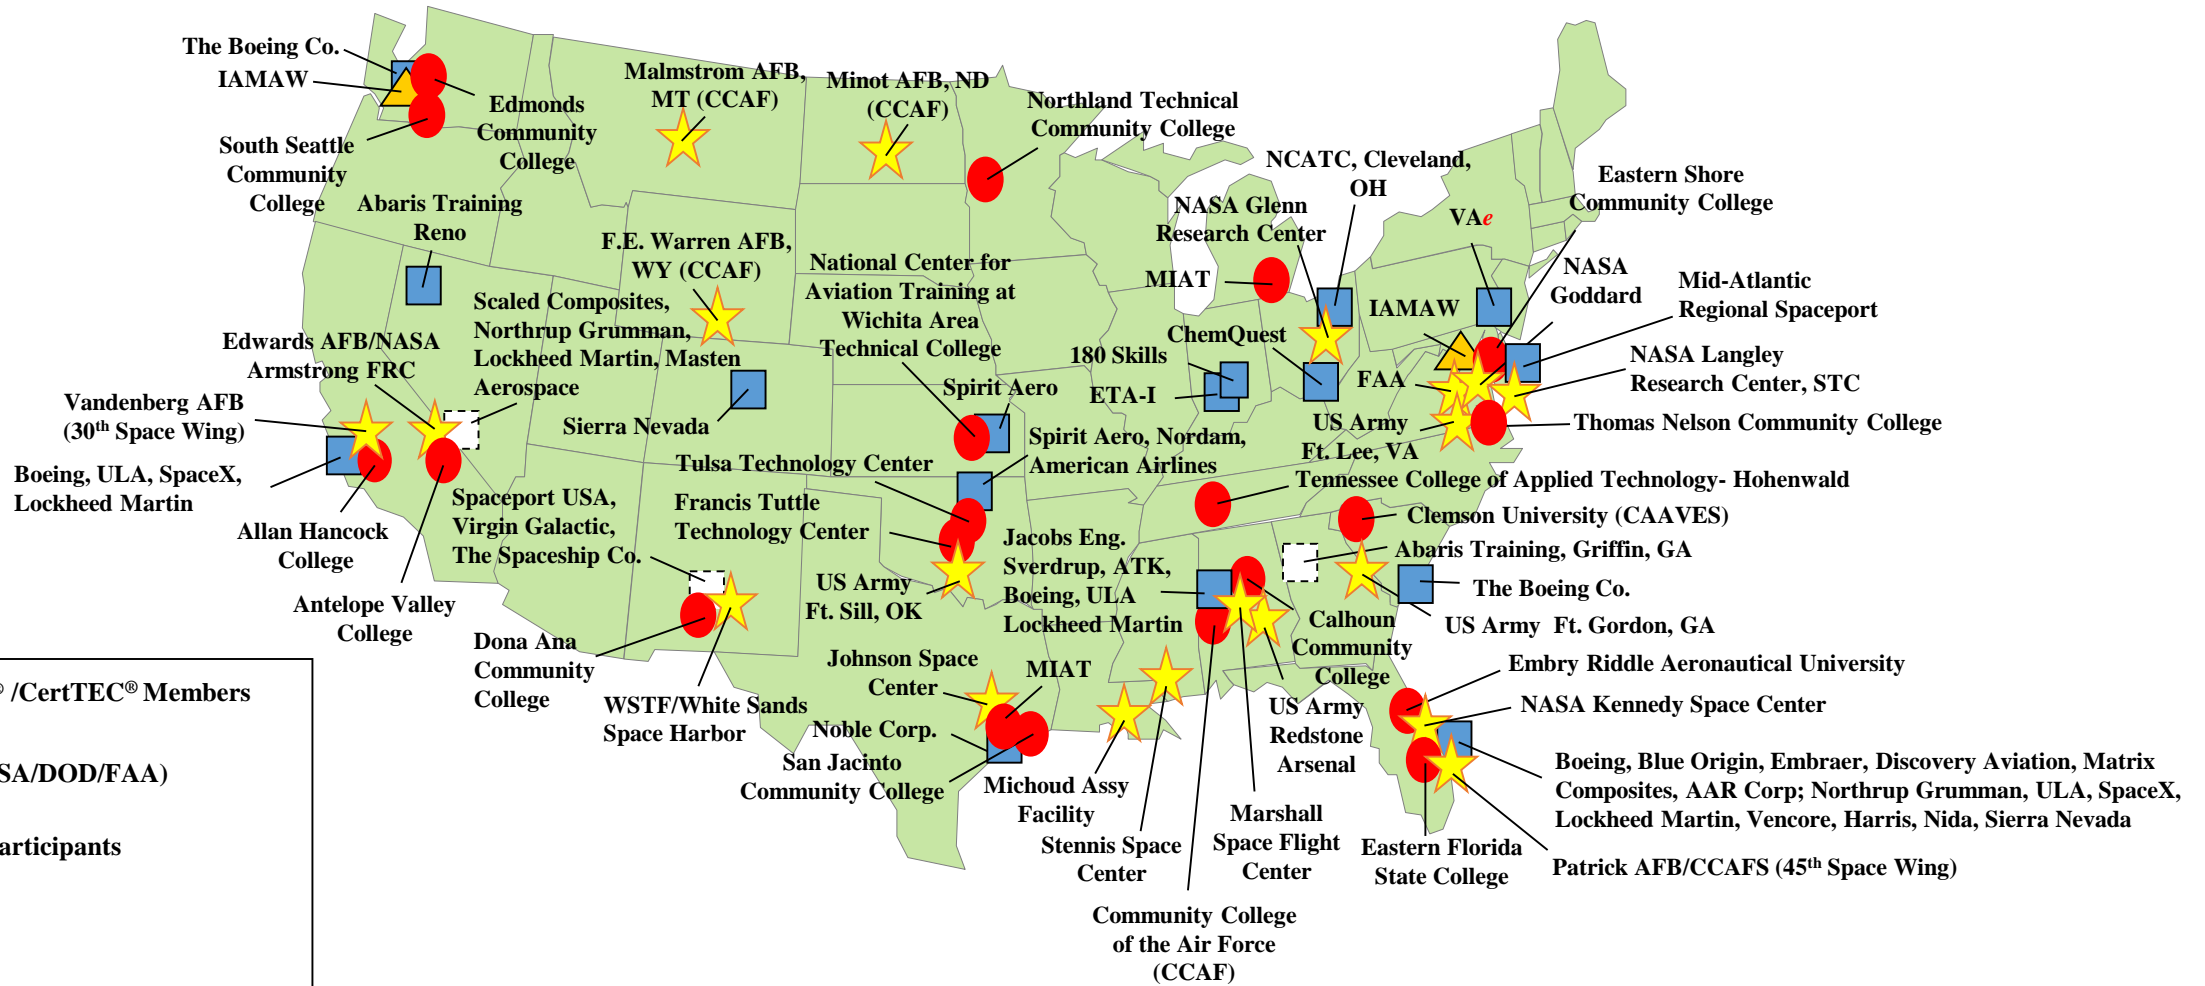 The Boeing Co.
IAMAW
Edmonds
Community
College
South Seattle
Community
College
Malmstrom AFB,
MT (CCAF)
Minot AFB, ND
(CCAF)
Northland Technical
Community College
NCATC, Cleveland,
OH
Eastern Shore
Community College
Abaris Training
Reno
F.E. Warren AFB,
WY (CCAF)
NASA Glenn
Research Center
VAe
MIAT
National Center for
Aviation Training at
Wichita Area
Technical College
NASA
Goddard
Mid-Atlantic
Regional Spaceport
IAMAW
Scaled Composites,
Northrup Grumman,
Lockheed Martin, Masten
Aerospace
Edwards AFB/NASA
Armstrong FRC
ChemQuest
180 Skills
ETA-I
FAA
NASA Langley
Research Center, STC
Spirit Aero
Vandenberg AFB
(30th Space Wing)
Sierra Nevada
US Army
Ft. Lee, VA
Thomas Nelson Community College
Boeing, ULA, SpaceX,
Lockheed Martin
Spirit Aero, Nordam,
American Airlines
Tulsa Technology Center
Tennessee College of Applied Technology- Hohenwald
Allan Hancock
College
Spaceport USA,
Virgin Galactic,
The Spaceship Co.
Francis Tuttle
Technology Center
Clemson University (CAAVES)
Jacobs Eng.
Sverdrup, ATK,
Boeing, ULA
Lockheed Martin
Abaris Training, Griffin, GA
US Army
Ft. Sill, OK
The Boeing Co.
Antelope Valley
College
Calhoun
Community
College
US Army  Ft. Gordon, GA
Dona Ana
Community
College
Johnson Space
Center
MIAT
Embry Riddle Aeronautical University
WSTF/White Sands
Space Harbor
Noble Corp.
US Army
Redstone
Arsenal
NASA Kennedy Space Center
San Jacinto
Community College
Michoud Assy
Facility
Boeing, Blue Origin, Embraer, Discovery Aviation, Matrix
Composites, AAR Corp; Northrup Grumman, ULA, SpaceX,
Lockheed Martin, Vencore, Harris, Nida, Sierra Nevada
Stennis Space
Center
Marshall
Space Flight
Center
Eastern Florida
State College
Patrick AFB/CCAFS (45th Space Wing)
Community College
of the Air Force
(CCAF)
® /CertTEC® Members
SA/DOD/FAA)
articipants